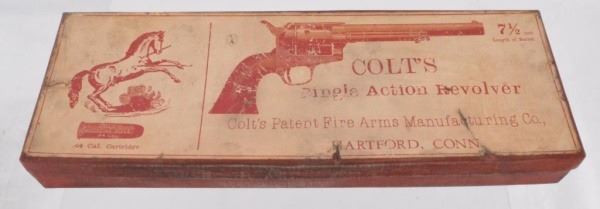 7½ inch
Length of Barrel
COLT'S
Single Action Revolver
Colt's Patent Fire Arms Manufacturing Co.,
HARTFORD, CONN
.44 Cal. Cartridge